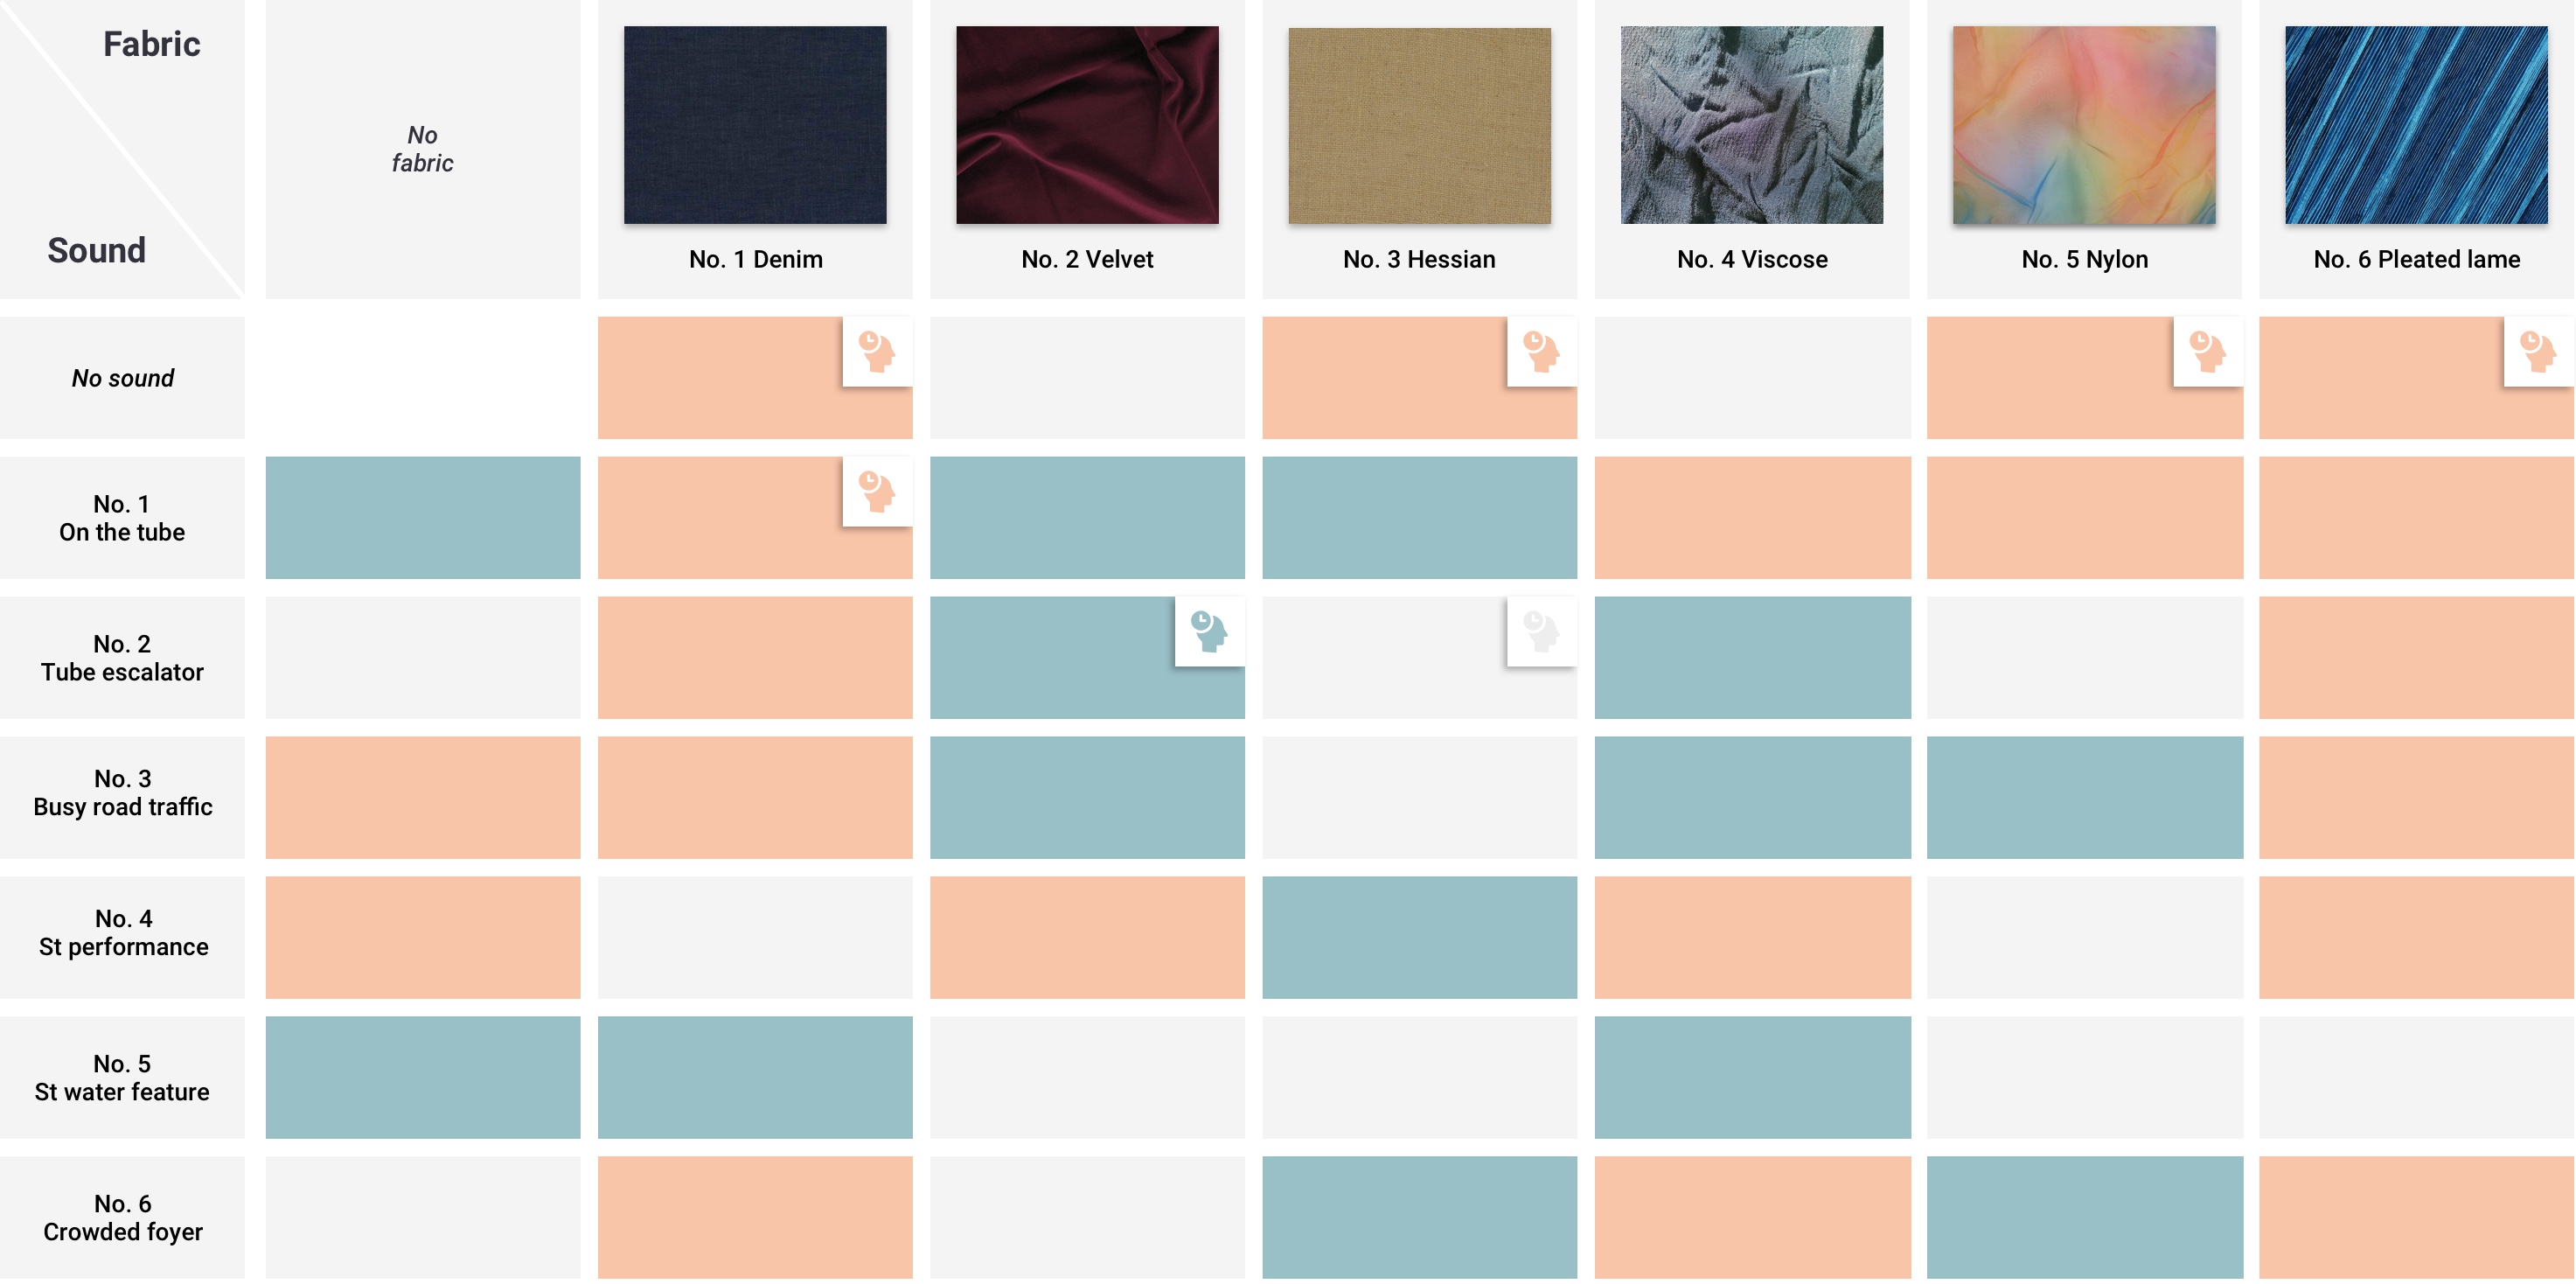 Fabric
Sound
No
fabric
No. 1 Denim
No. 2 Velvet
No. 3 Hessian
No. 4 Viscose
No. 5 Nylon
No. 6 Pleated lame
No sound
No. 1
On the tube
No. 2
Tube escalator
No. 3
Busy road traffic
No. 4
St performance
No. 5
St water feature
No. 6
Crowded foyer